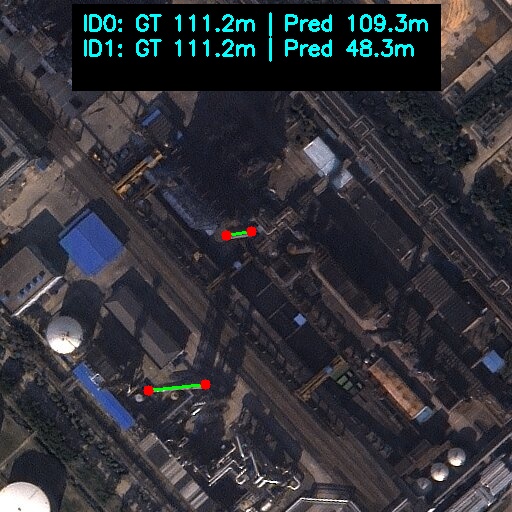 ID0: GT 111.2m | Pred 109.3m
ID1: GT 111.2m | Pred 48.3m